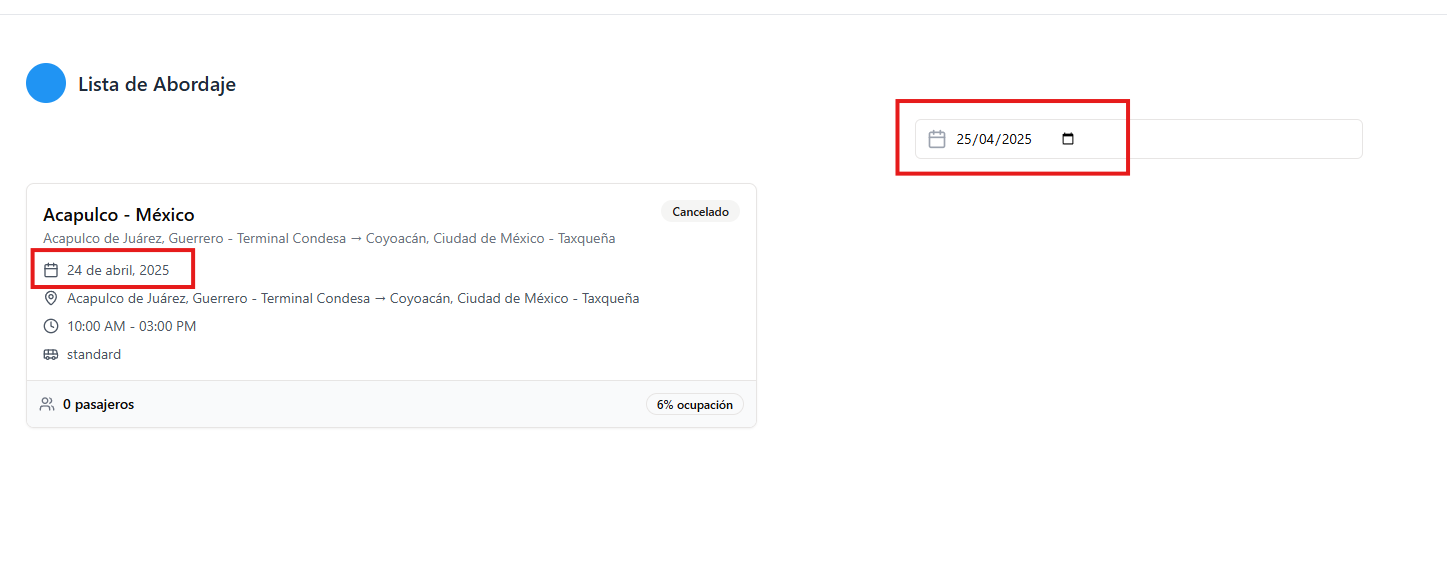 Lista de Abordaje
25/04/2025
Acapulco - México
Cancelado
Acapulco de Juárez, Guerrero - Terminal Condesa → Coyoacán, Ciudad de México - Taxqueña
24 de abril, 2025
Acapulco de Juárez, Guerrero - Terminal Condesa → Coyoacán, Ciudad de México - Taxqueña
10:00 AM - 03:00 PM
standard
0 pasajeros
6% ocupación